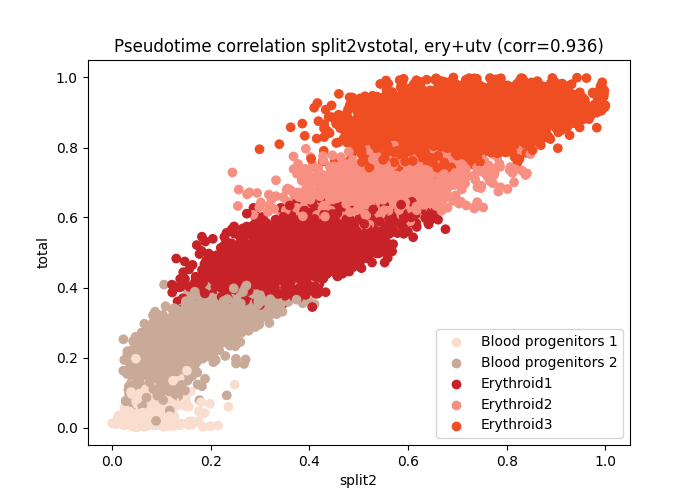 Pseudotime correlation split2vstotal, ery+utv (corr=0.936)
total
1.0
0.8
0.6
0.4
0.2
0.0
0.0 0.2 0.4 0.6 0.8 1.0
split2
Blood progenitors 1
Blood progenitors 2
Erythroid1
Erythroid2
Erythroid3